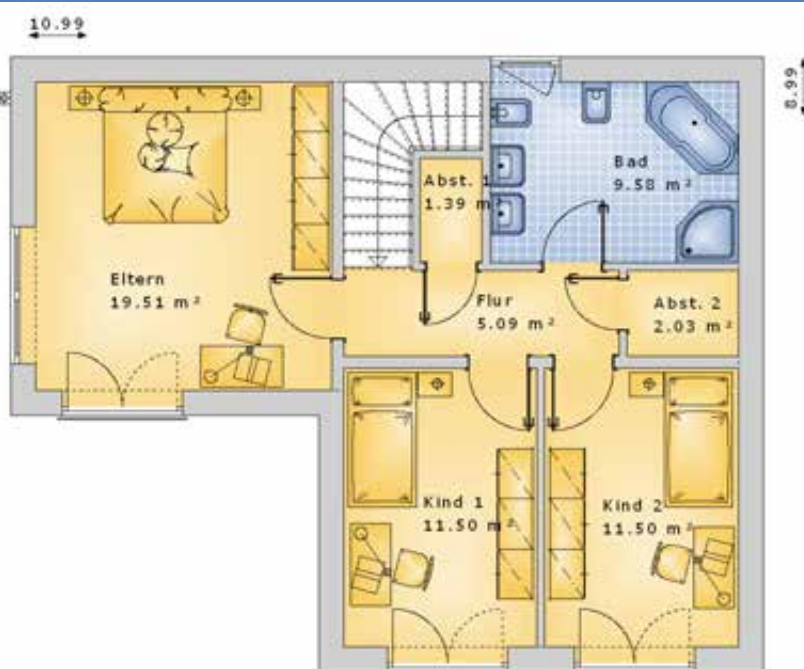 10.99
8.99
Abst. 1
1.39 m²
Bad
9.58 m²
Eltern
19.51 m²
Flur
5.09 m²
Abst. 2
2.03 m²
Kind 1
11.50 m²
Kind 2
11.50 m²